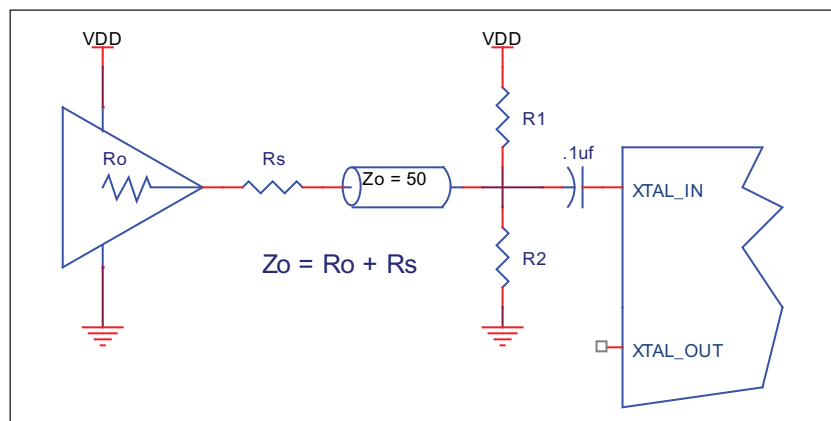 VDD
VDD
R1
Ro
Rs
Zo = 50
.1uf
XTAL_IN
R2
Zo = Ro + Rs
XTAL_OUT